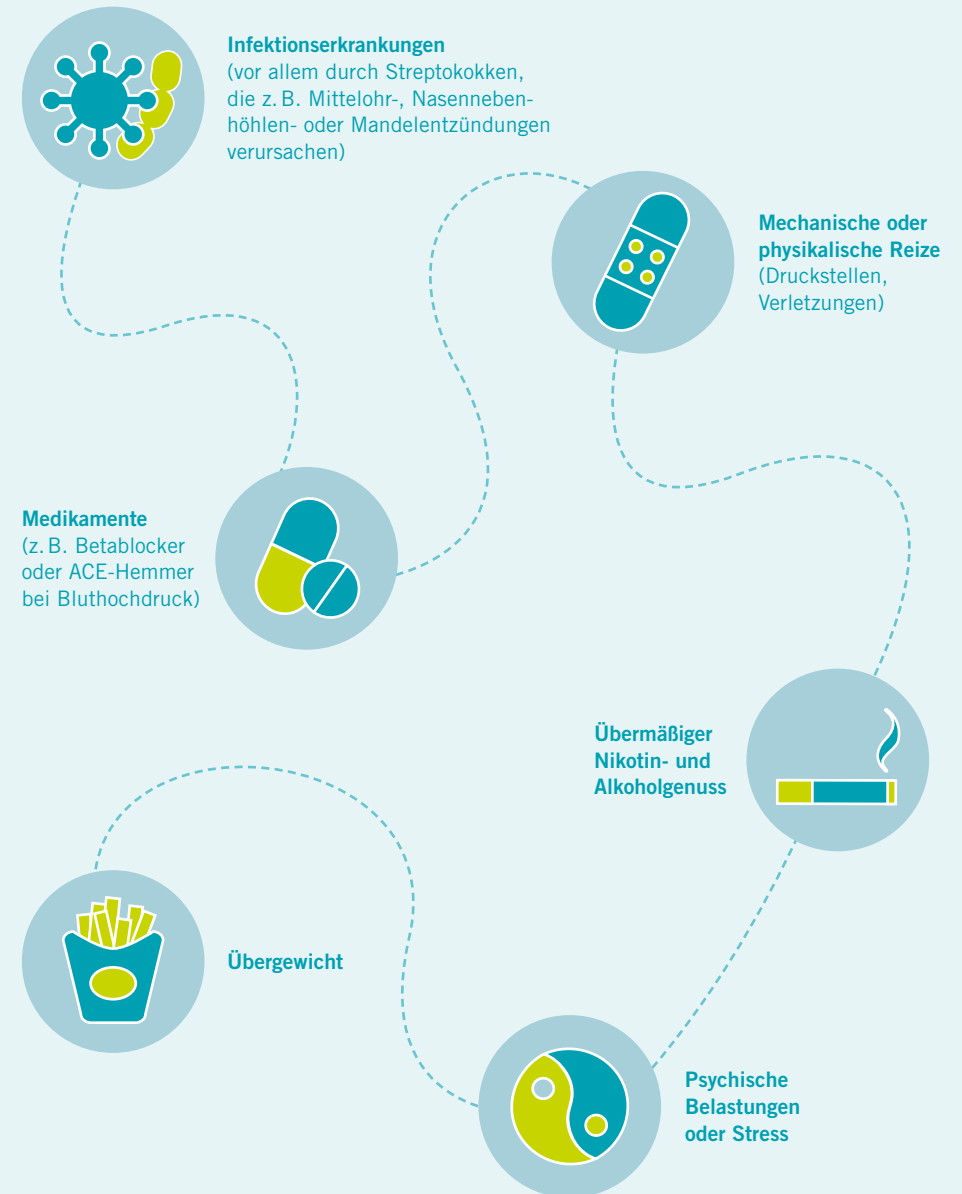 Infektionserkrankungen
(vor allem durch Streptokokken,
die z. B. Mittelohr-, Nasenneben-
höhlen- oder Mandelentzündungen
verursachen)
Mechanische oder
physikalische Reize
(Druckstellen,
Verletzungen)
Medikamente
(z. B. Betablocker
oder ACE-Hemmer
bei Bluthochdruck)
Übermäßiger
Nikotin- und
Alkoholgenuss
Übergewicht
Psychische
Belastungen
oder Stress